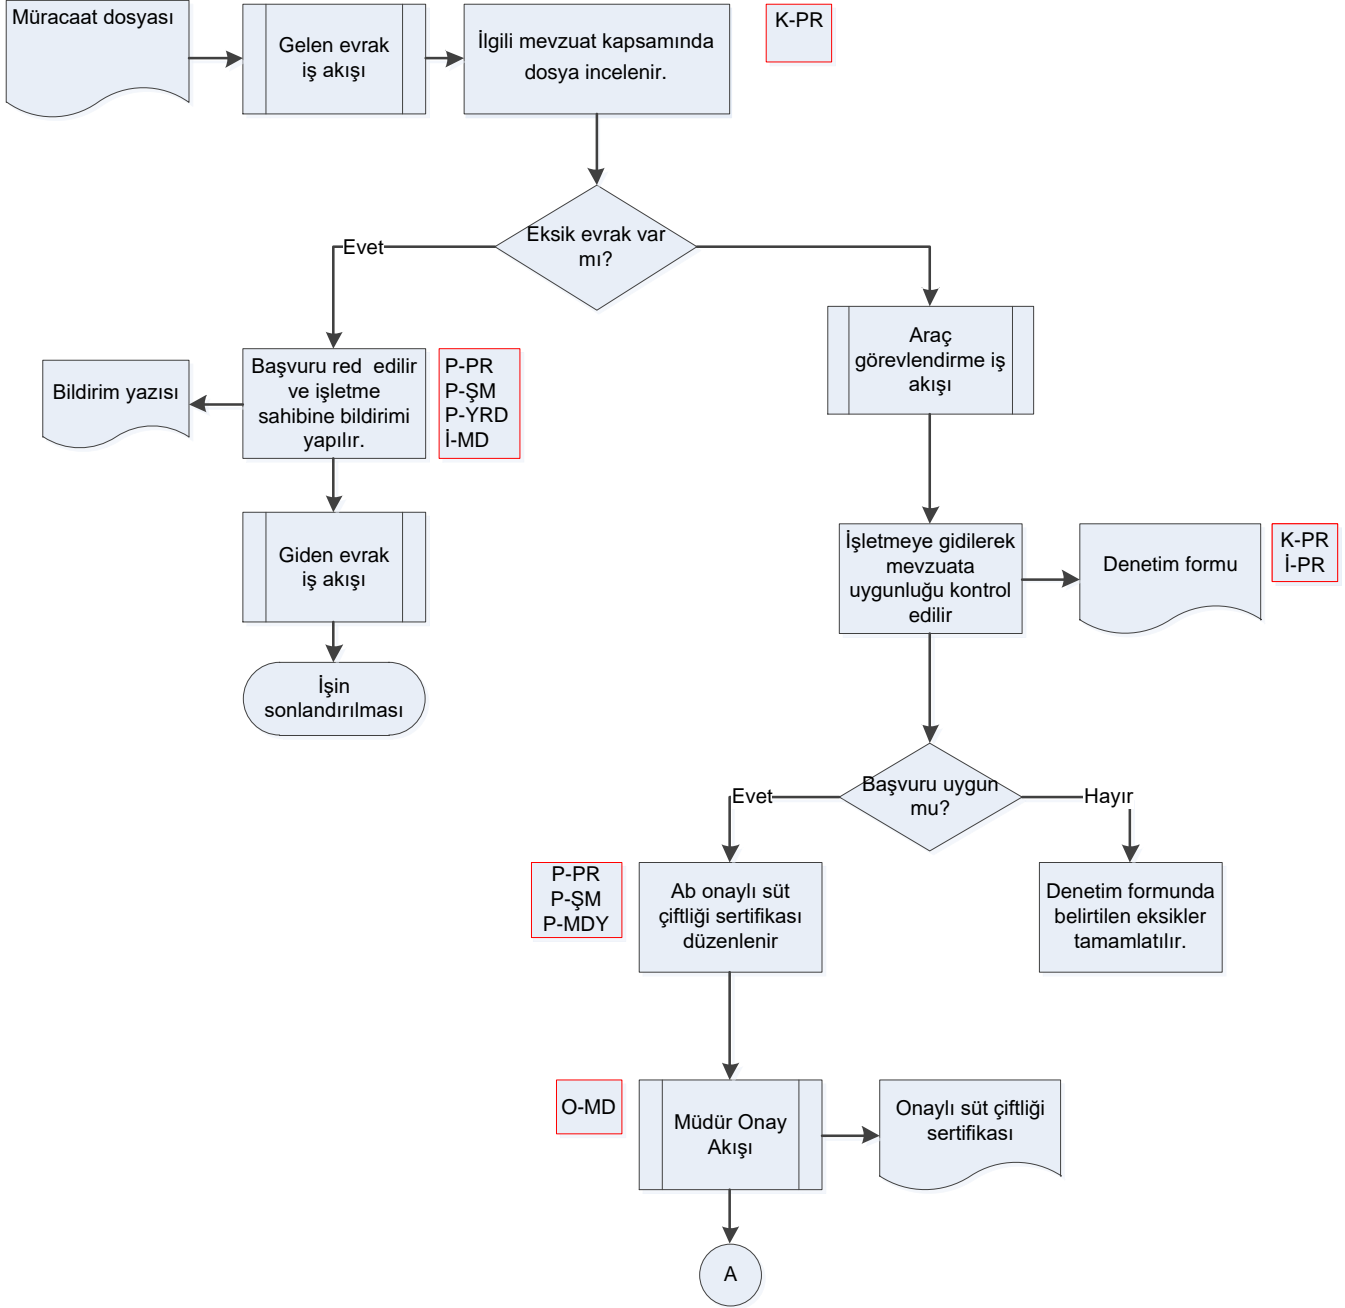 Müracaat dosyası
Gelen evrak
iş akışı
İlgili mevzuat kapsamında
dosya incelenir.
K-PR
Eksik evrak var
mı?
Evet
Araç
görevlendirme iş
akışı
Bildirim yazısı
Başvuru red  edilir
ve işletme
sahibine bildirimi
yapılır.
P-PR
P-ŞM
P-YRD
İ-MD
Giden evrak
iş akışı
İşin
sonlandırılması
İşletmeye gidilerek
mevzuata
uygunluğu kontrol
edilir
Denetim formu
K-PR
İ-PR
Başvuru uygun
mu?
Evet
Hayır
P-PR
P-ŞM
P-MDY
Ab onaylı süt
çiftliği sertifikası
düzenlenir
Denetim formunda
belirtilen eksikler
tamamlatılır.
O-MD
Müdür Onay
Akışı
Onaylı süt çiftliği
sertifikası
A